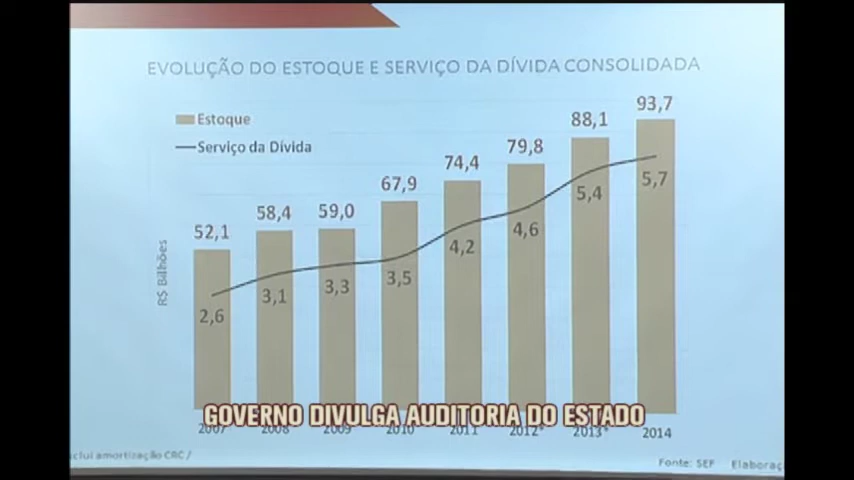 EVOLUÇÃO DO ESTOQUE E SERVIÇO DA DÍVIDA CONSOLIDADA
Estoque
Serviço da Dívida
R$ Bilhões
52,1 58,4 59,0 67,9 74,4 79,8 88,1 93,7
2,6 3,1 3,3 3,5 4,2 4,6 5,4 5,7
GOVERNO DIVULGA AUDITORIA DO ESTADO
2007 2008 2009 2010 2011 2012* 2013* 2014
amortização CRC /
Fonte: SEF